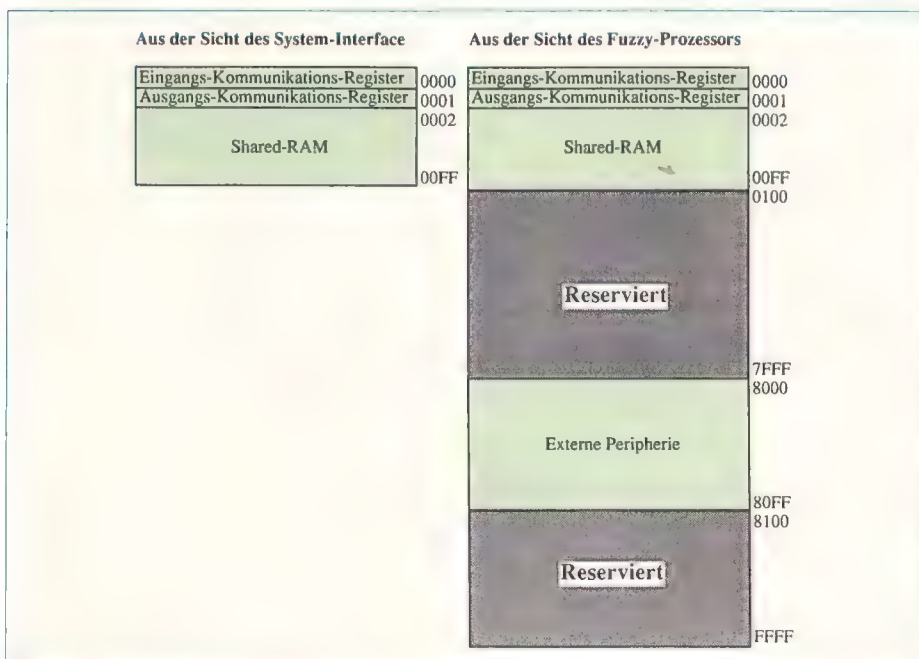 Aus der Sicht des System-Interface
Eingangs-Kommunikations-Register 0000
Ausgangs-Kommunikations-Register 0001
0002
Shared-RAM
00FF
Aus der Sicht des Fuzzy-Prozessors
Eingangs-Kommunikations-Register 0000
Ausgangs-Kommunikations-Register 0001
0002
Shared-RAM
00FF
0100
Reserviert
7FFF
8000
Externe Peripherie
80FF
8100
Reserviert
FFFF